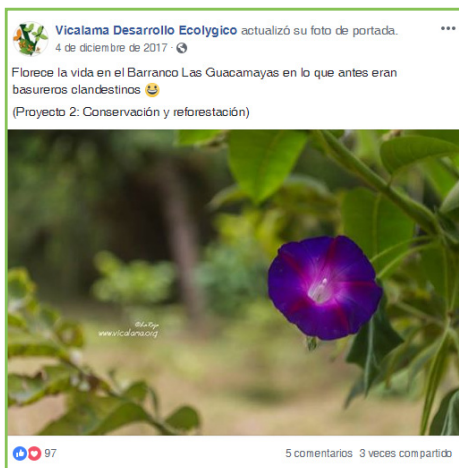 Vicalama Desarrollo Ecolygico actualizó su foto de portada.
4 de diciembre de 2017 ·
Florece la vida en el Barranco Las Guacamayas en lo que antes eran
basureros clandestinos 😀
(Proyecto 2: Conservación y reforestación)
www.vicalama.org
97
5 comentarios 3 veces compartido